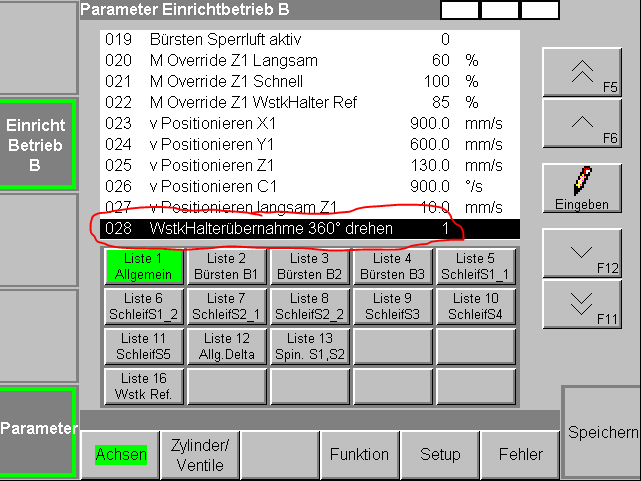 Parameter Einrichtbetrieb B
019 Bürsten Sperrluft aktiv 0
020 M Override Z1 Langsam 60 %
021 M Override Z1 Schnell 100 %
022 M Override Z1 WstkHalter Ref 85 %
023 v Positionieren X1 900.0 mm/s
024 v Positionieren Y1 600.0 mm/s
025 v Positionieren Z1 130.0 mm/s
026 v Positionieren C1 900.0 °/s
027 v Positionieren langsam Z1 10.0 mm/s
028 WstkHalterübernahme 360° drehen 1
Einricht
Betrieb
B
Parameter
F5
F6
Eingeben
F12
F11
Liste 1
Allgemein
Liste 2
Bürsten B1
Liste 3
Bürsten B2
Liste 4
Bürsten B3
Liste 5
SchleifS1_1
Liste 6
SchleifS1_2
Liste 7
SchleifS2_1
Liste 8
SchleifS2_2
Liste 9
SchleifS3
Liste 10
SchleifS4
Liste 11
SchleifS5
Liste 12
Allg.Delta
Liste 13
Spin. S1,S2
Liste 16
Wstk Ref.
Speichern
Achsen
Zylinder/
Ventile
Funktion
Setup
Fehler